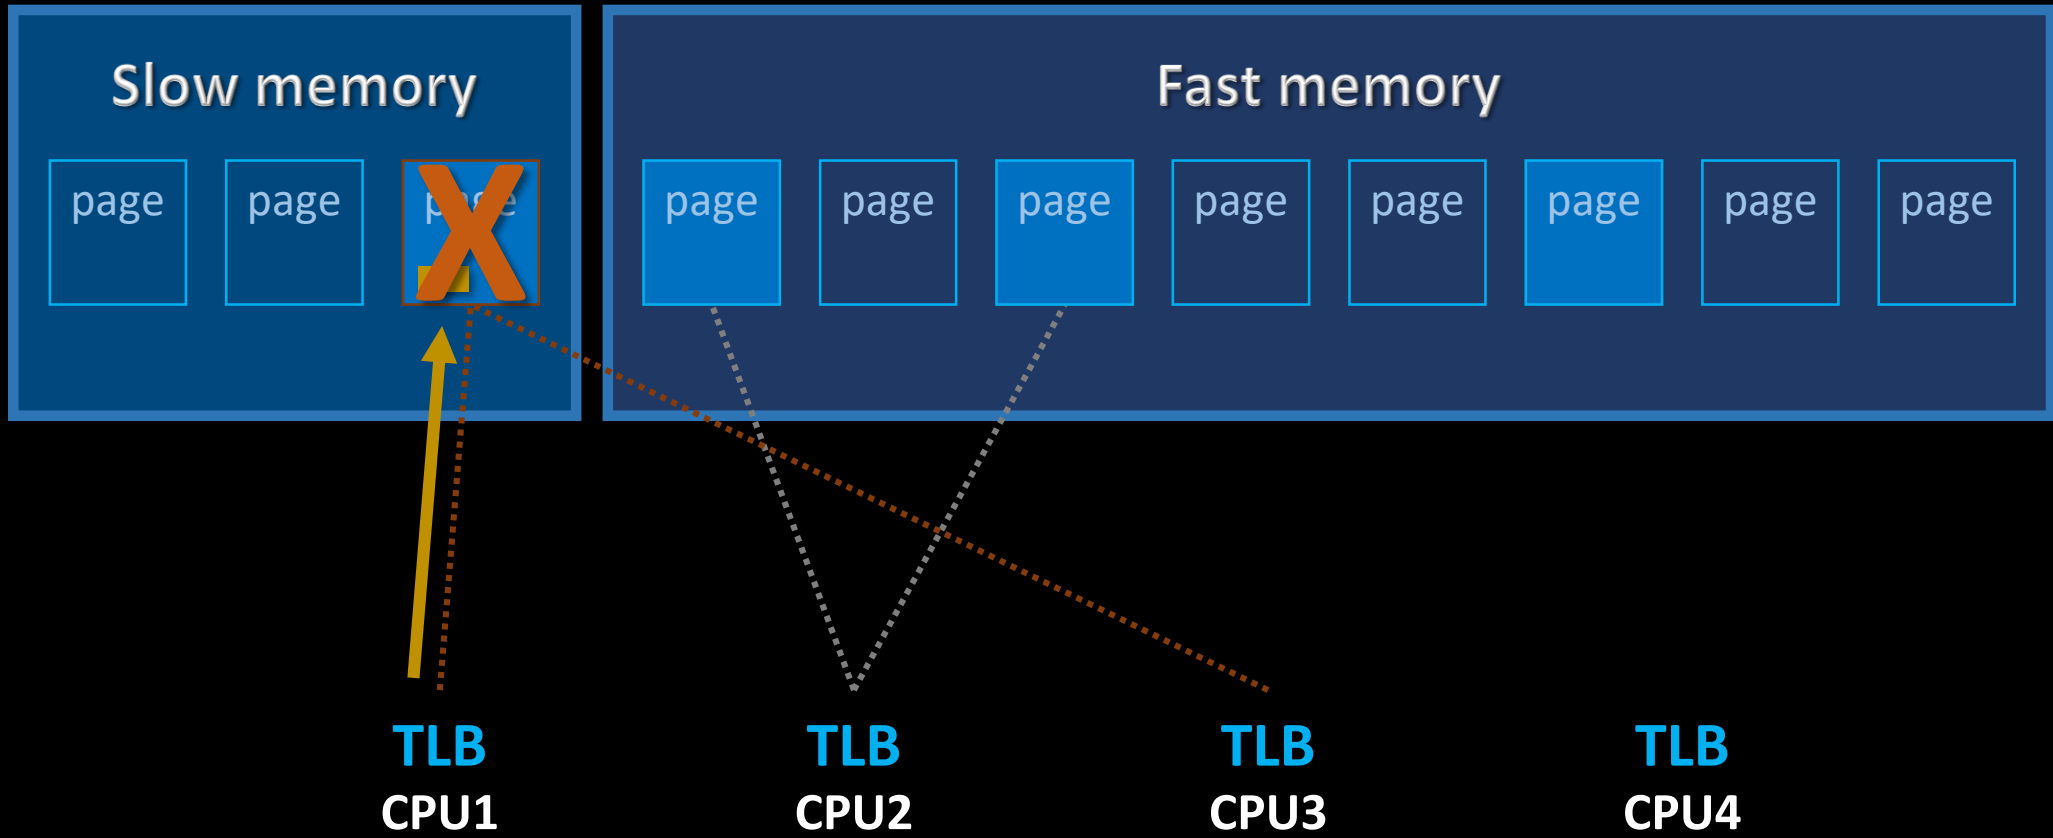 Slow memory
Fast memory
page page page page page page page page page page page
TLB TLB TLB TLB
CPU1 CPU2 CPU3 CPU4